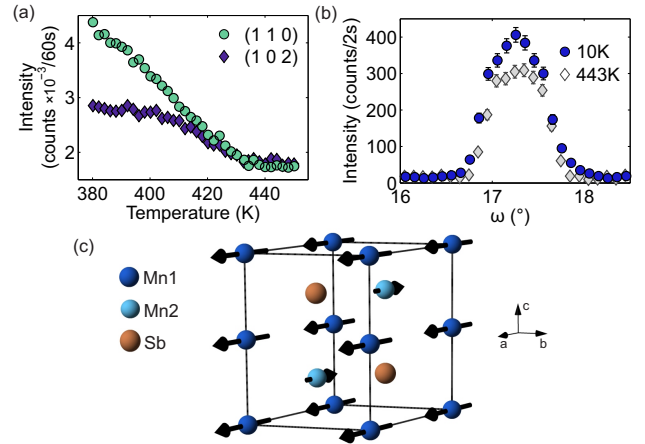 (a)
(b)
4
3
2
380
400
420
440
Temperature (K)
Intensity
(counts ×10⁻³/60s)
(1 1 0)
(1 0 2)
400
300
200
100
0
16
17
18
ω (°)
Intensity (counts/2s)
10K
443K
(c)
Mn1
Mn2
Sb
c
a
b